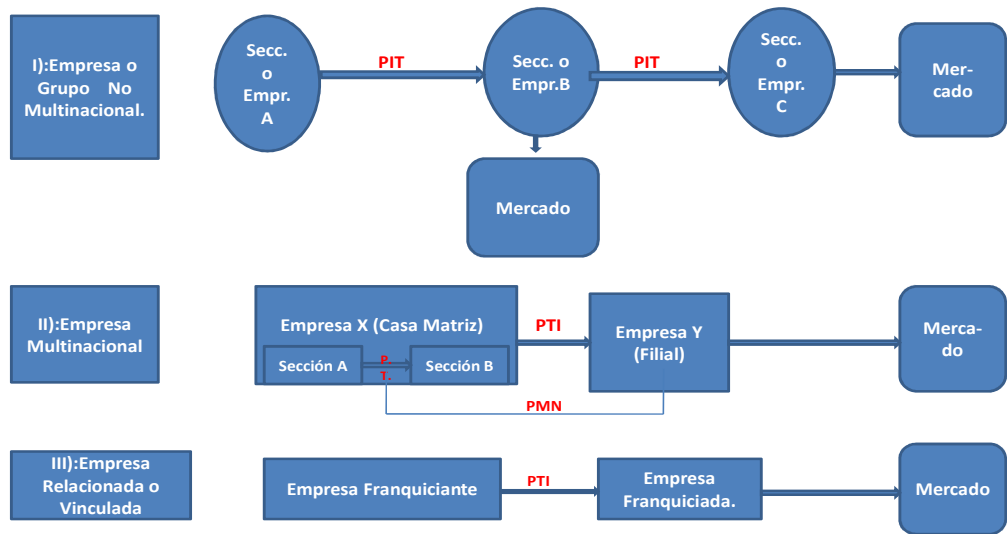 I):Empresa o
Grupo No
Multinacional.
Secc.
o
Empr.
A
PIT
Secc. o
Empr.B
PIT
Secc.
o
Empr.
C
Mer-
cado
Mercado
II):Empresa
Multinacional
Empresa X (Casa Matriz)
Sección A
P.
T.
Sección B
PTI
Empresa Y
(Filial)
Merca-
do
PMN
III):Empresa
Relacionada o
Vinculada
Empresa Franquiciante
PTI
Empresa
Franquiciada.
Mercado